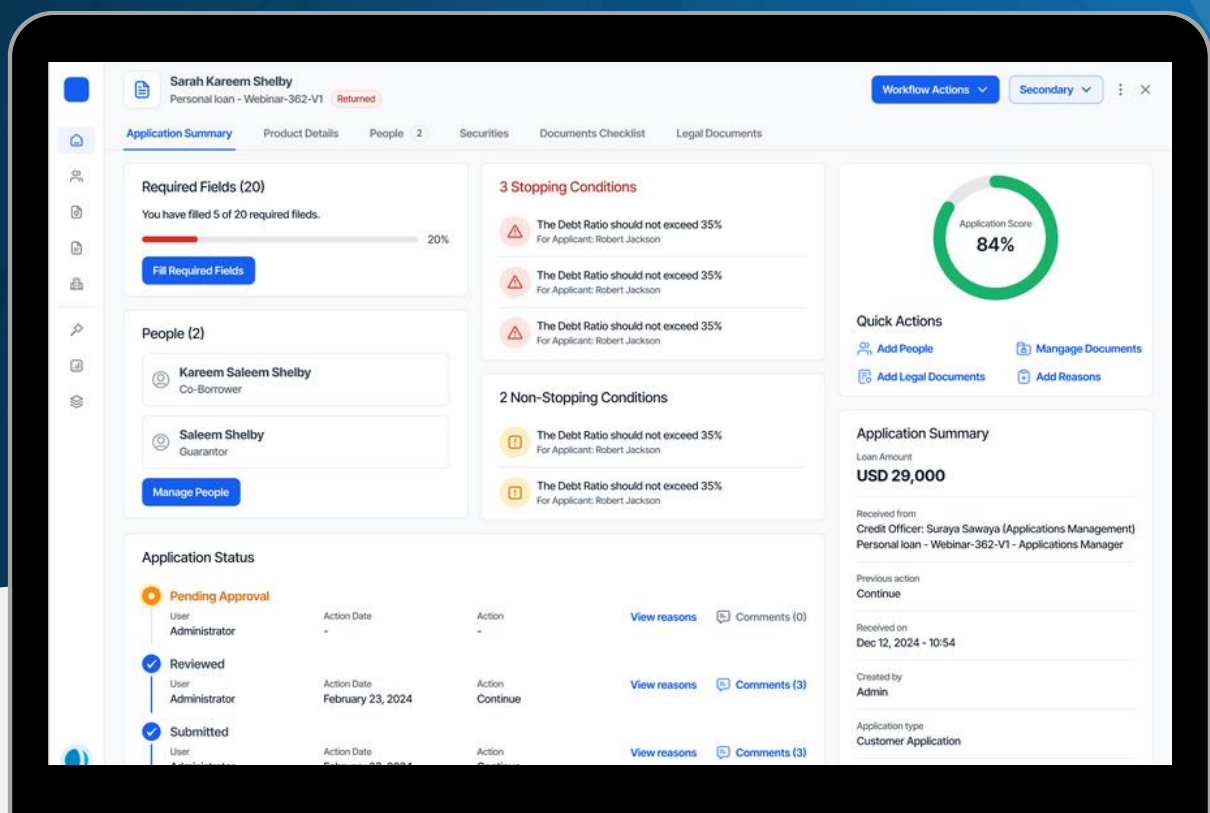 Sarah Kareem Shelby
Personal loan - Webinar-362-V1 Returned
Workflow Actions
Secondary
Application Summary
Product Details
People 2
Securities
Documents Checklist
Legal Documents
Required Fields (20)
You have filled 5 of 20 required fileds.
20%
Fill Required Fields
People (2)
Kareem Saleem Shelby
Co-Borrower
Saleem Shelby
Guarantor
Manage People
3 Stopping Conditions
The Debt Ratio should not exceed 35%
For Applicant: Robert Jackson
The Debt Ratio should not exceed 35%
For Applicant: Robert Jackson
The Debt Ratio should not exceed 35%
For Applicant: Robert Jackson
2 Non-Stopping Conditions
The Debt Ratio should not exceed 35%
For Applicant: Robert Jackson
The Debt Ratio should not exceed 35%
For Applicant: Robert Jackson
Application Score
84%
Quick Actions
Add People
Mangage Documents
Add Legal Documents
Add Reasons
Application Summary
Loan Amount
USD 29,000
Received from
Credit Officer: Suraya Sawaya (Applications Management)
Personal loan - Webinar-362-V1 - Applications Manager
Previous action
Continue
Received on
Dec 12, 2024 - 10:54
Created by
Admin
Application type
Customer Application
Application Status
Pending Approval
User Action Date Action View reasons Comments (0)
Administrator - -
Reviewed
User Action Date Action View reasons Comments (3)
Administrator February 23, 2024 Continue
Submitted
User Action Date Action View reasons Comments (3)